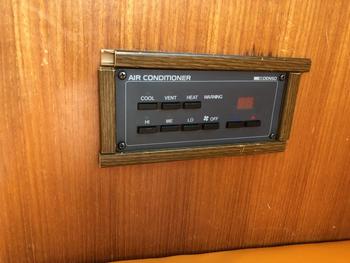 AIR CONDITIONER DENSO
COOL VENT HEAT WARNING
HI ME LO OFF